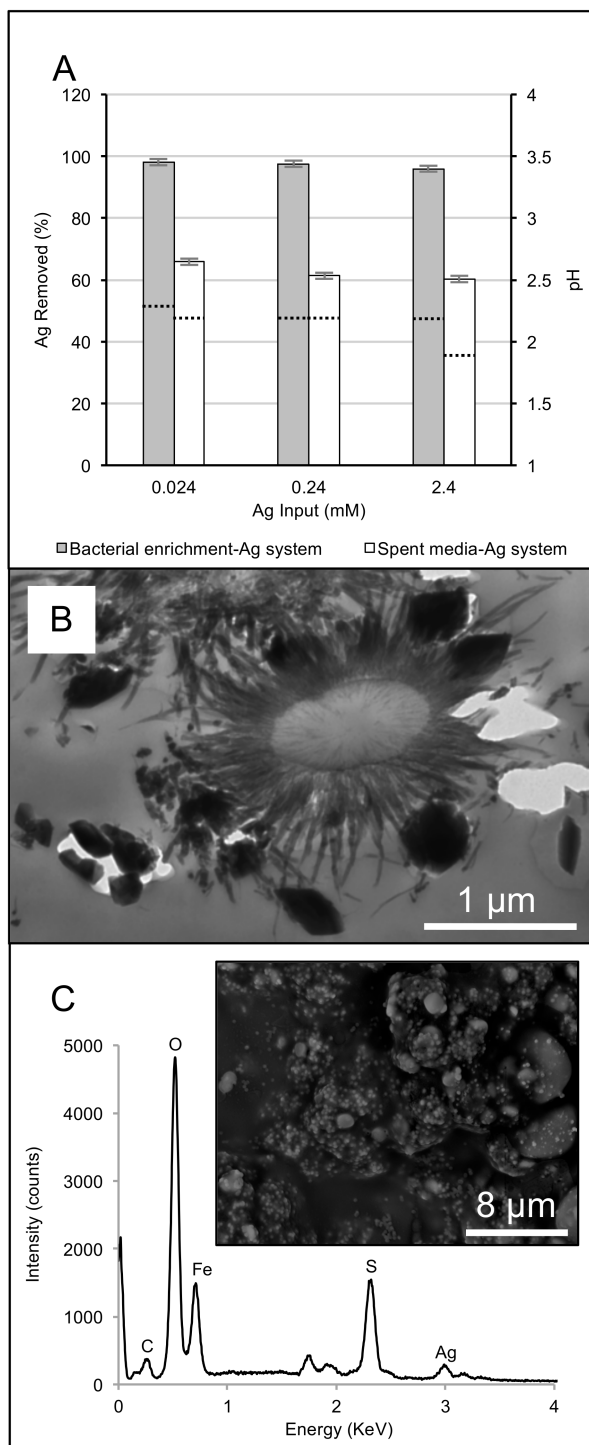 A
120
100
80
60
40
20
0
Ag Removed (%)
4
3.5
3
2.5
2
1.5
1
pH
0.024 0.24 2.4
Ag Input (mM)
Bacterial enrichment-Ag system Spent media-Ag system
B
1 µm
C
8 µm
5000
4000
3000
2000
1000
0
Intensity (counts)
O
Fe
C
S
Ag
0 1 2 3 4
Energy (KeV)